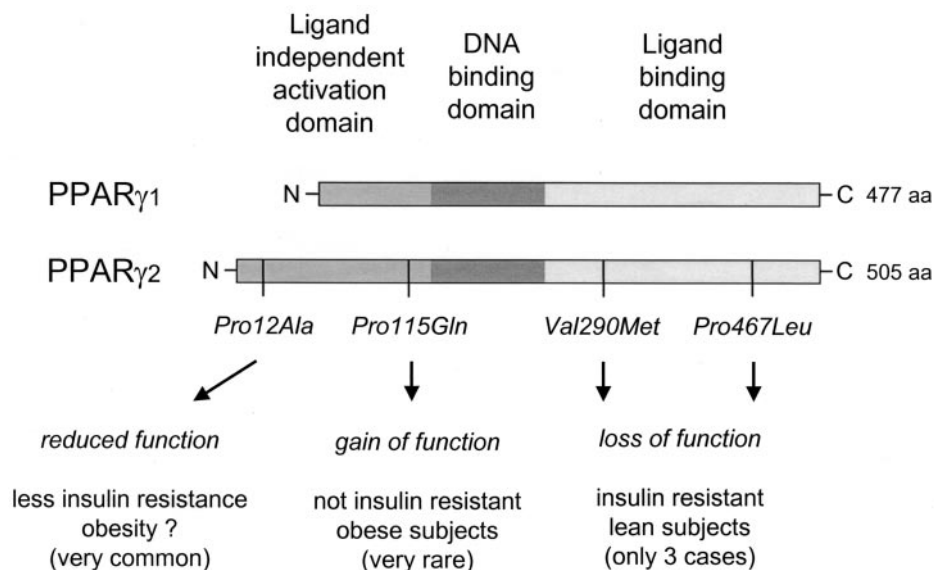 Ligand
independent
activation
domain
DNA
binding
domain
Ligand
binding
domain
PPARγ1
N
C 477 aa
PPARγ2
N
C 505 aa
Pro12Ala
Pro115Gln
Val290Met
Pro467Leu
reduced function
gain of function
loss of function
less insulin resistance
obesity ?
(very common)
not insulin resistant
obese subjects
(very rare)
insulin resistant
lean subjects
(only 3 cases)